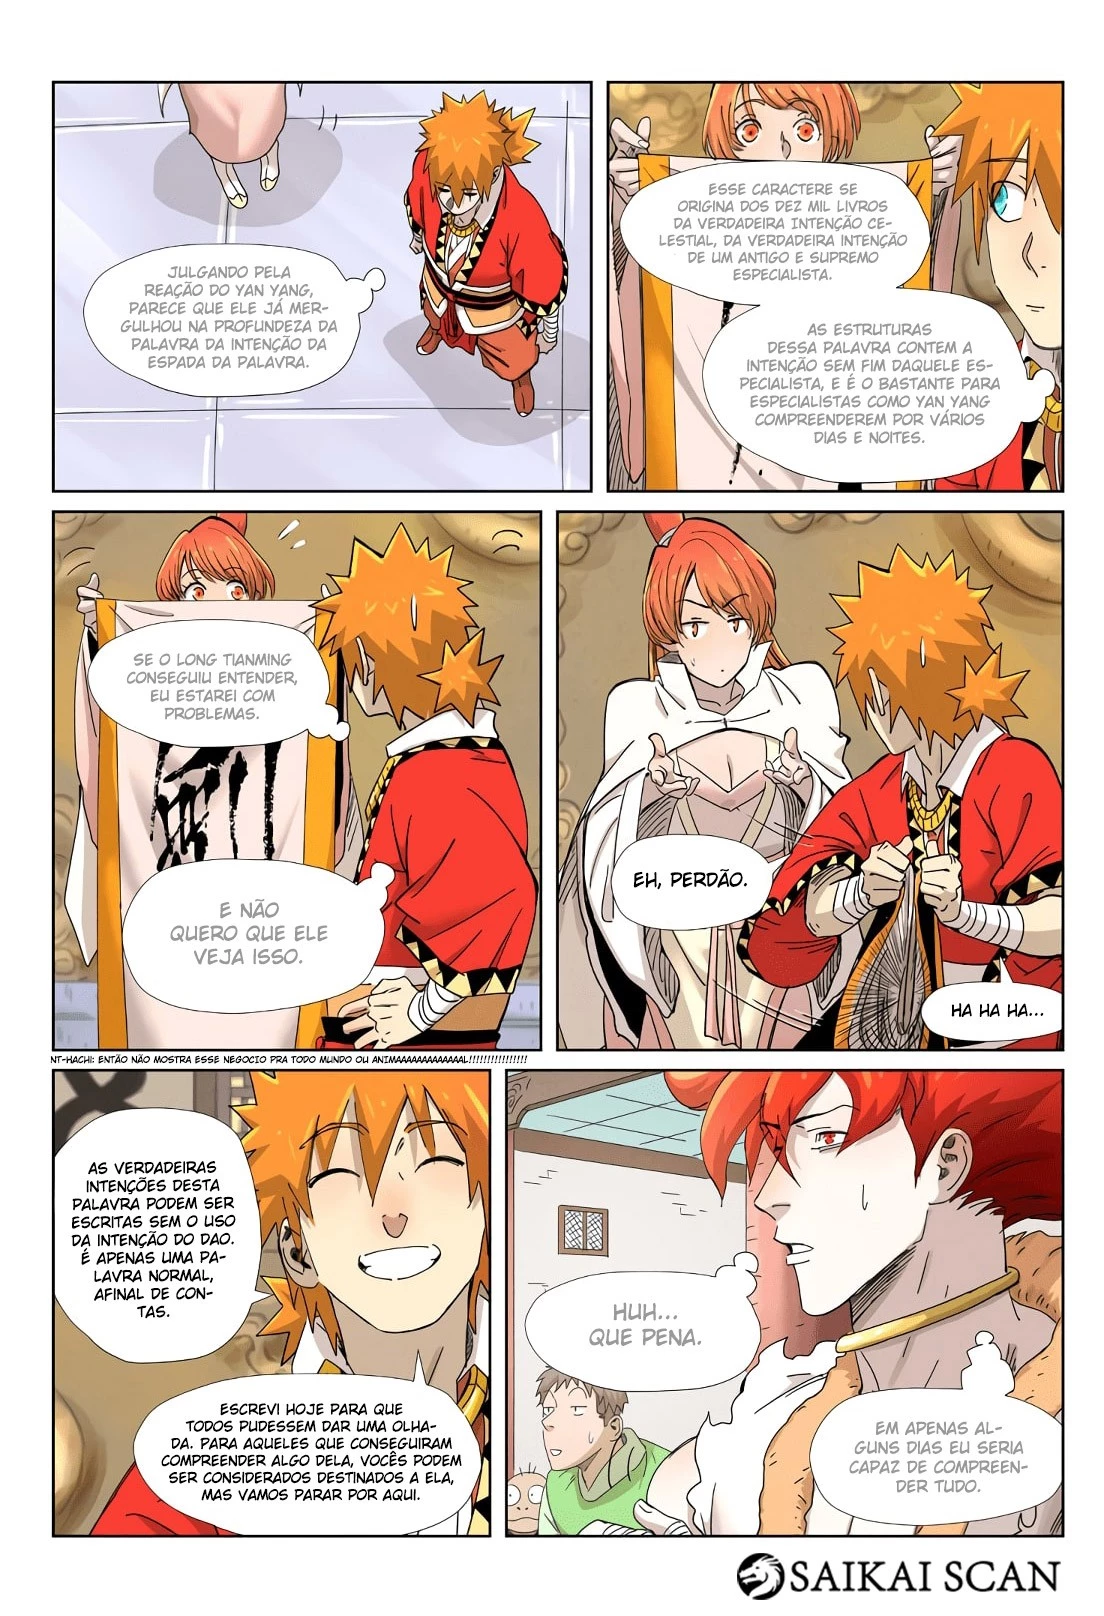 JULGANDO PELA
REAÇÃO DO YAN YANG,
PARECE QUE ELE JÁ MER-
GULHOU NA PROFUNDEZA DA
PALAVRA DA INTENÇÃO DA
ESPADA DA PALAVRA.
ESSE CARACTERE SE
ORIGINA DOS DEZ MIL LIVROS
DA VERDADEIRA INTENÇÃO CE-
LESTIAL, DA VERDADEIRA INTENÇÃO
DE UM ANTIGO E SUPREMO
ESPECIALISTA.
AS ESTRUTURAS
DESSA PALAVRA CONTEM A
INTENÇÃO SEM FIM DAQUELE ES-
PECIALISTA, E É O BASTANTE PARA
ESPECIALISTAS COMO YAN YANG
COMPREENDEREM POR VÁRIOS
DIAS E NOITES.
SE O LONG TIANMING
CONSEGUIU ENTENDER,
EU ESTAREI COM
PROBLEMAS.
E NÃO
QUERO QUE ELE
VEJA ISSO.
EH, PERDÃO.
HA HA HA...
NT-HACHI: ENTÃO NÃO MOSTRA ESSE NEGOCIO PRA TODO MUNDO OU ANIMAAAAAAAAAAAAAL!!!!!!!!!!!!!!!!
AS VERDADEIRAS
INTENÇÕES DESTA
PALAVRA PODEM SER
ESCRITAS SEM O USO
DA INTENÇÃO DO DAO.
É APENAS UMA PA-
LAVRA NORMAL,
AFINAL DE CON-
TAS.
ESCREVI HOJE PARA QUE
TODOS PUDESSEM DAR UMA OLHA-
DA. PARA AQUELES QUE CONSEGUIRAM
COMPREENDER ALGO DELA, VOCÊS PODEM
SER CONSIDERADOS DESTINADOS A ELA,
MAS VAMOS PARAR POR AQUI.
HUH...
QUE PENA.
EM APENAS AL-
GUNS DIAS EU SERIA
CAPAZ DE COMPREEN-
DER TUDO.
SAIKAI SCAN